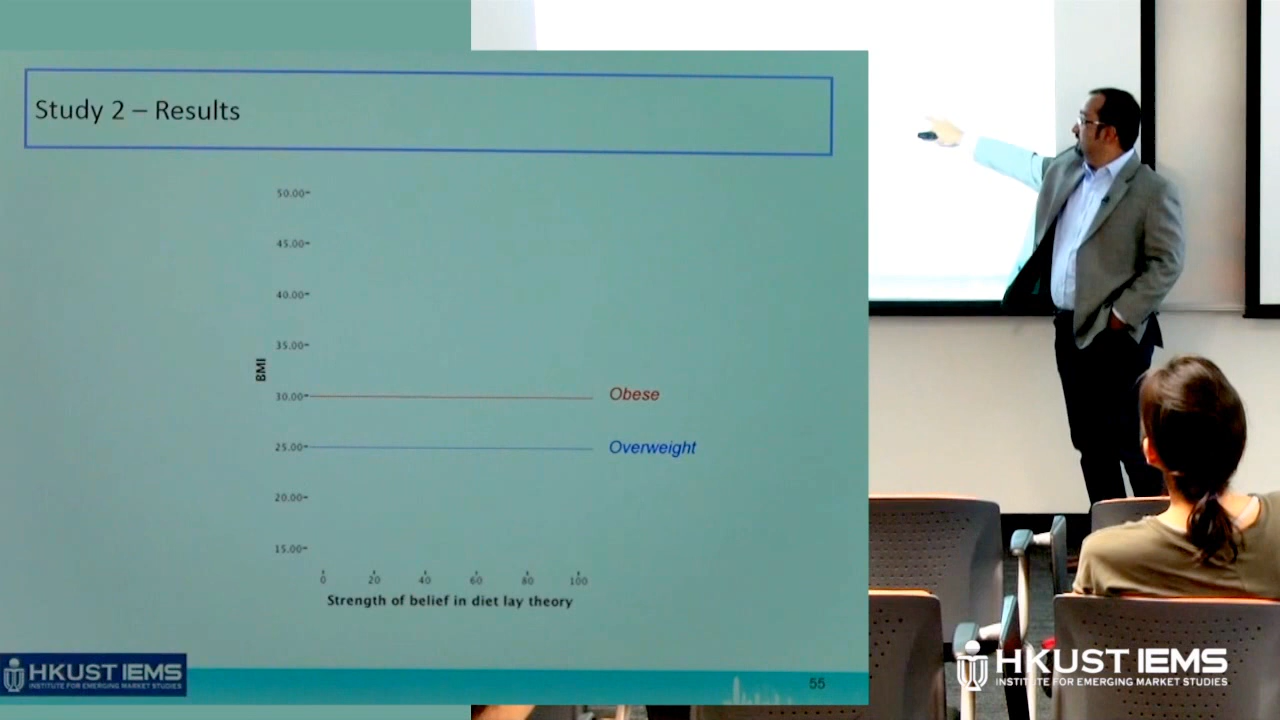 Study 2 – Results
50.00
45.00
40.00
35.00
30.00
25.00
20.00
15.00
BMI
Obese
Overweight
0 20 40 60 80 100
Strength of belief in diet lay theory
HKUST IEMS
INSTITUTE FOR EMERGING MARKET STUDIES
55
HKUST IEMS
INSTITUTE FOR EMERGING MARKET STUDIES